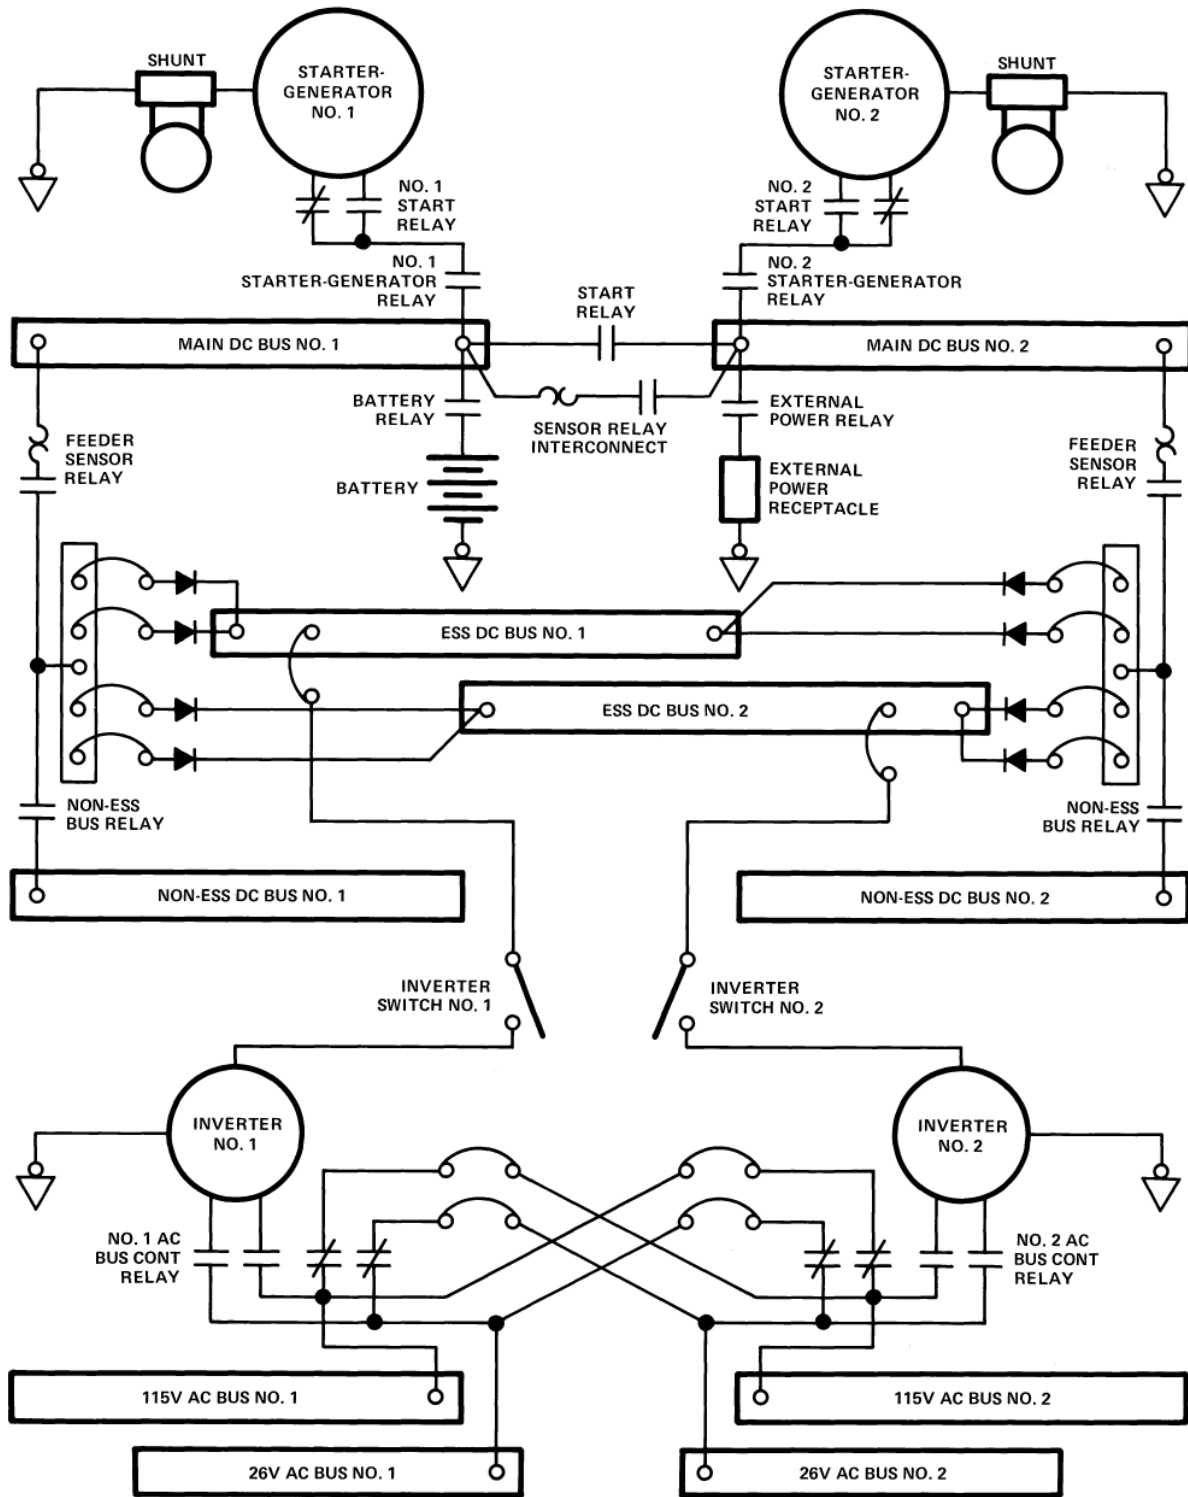 SHUNT
STARTER-
GENERATOR
NO. 1
STARTER-
GENERATOR
NO. 2
SHUNT
NO. 1
START
RELAY
NO. 2
START
RELAY
NO. 1
STARTER-GENERATOR
RELAY
START
RELAY
NO. 2
STARTER-GENERATOR
RELAY
MAIN DC BUS NO. 1
MAIN DC BUS NO. 2
BATTERY
RELAY
SENSOR RELAY
INTERCONNECT
EXTERNAL
POWER RELAY
FEEDER
SENSOR
RELAY
BATTERY
EXTERNAL
POWER
RECEPTACLE
FEEDER
SENSOR
RELAY
ESS DC BUS NO. 1
ESS DC BUS NO. 2
NON-ESS
BUS RELAY
NON-ESS
BUS RELAY
NON-ESS DC BUS NO. 1
NON-ESS DC BUS NO. 2
INVERTER
SWITCH NO. 1
INVERTER
SWITCH NO. 2
INVERTER
NO. 1
INVERTER
NO. 2
NO. 1 AC
BUS CONT
RELAY
NO. 2 AC
BUS CONT
RELAY
115V AC BUS NO. 1
115V AC BUS NO. 2
26V AC BUS NO. 1
26V AC BUS NO. 2